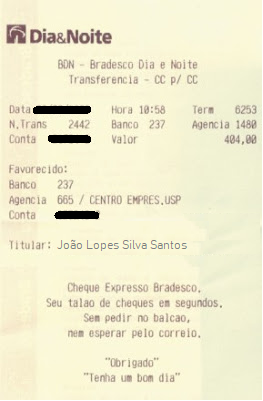 Dia&Noite
BDN - Bradesco Dia e Noite
Transferencia - CC p/ CC
Data Hora 10:58 Term 6253
N.Trans 2442 Banco 237 Agencia 1480
Conta Valor 404,00
Favorecido:
Banco 237
Agencia 665 / CENTRO EMPRES.USP
Conta
Titular: João Lopes Silva Santos
Cheque Expresso Bradesco.
Seu talao de cheques em segundos.
Sem pedir no balcao,
nem esperar pelo correio.
"Obrigado"
"Tenha um bom dia"